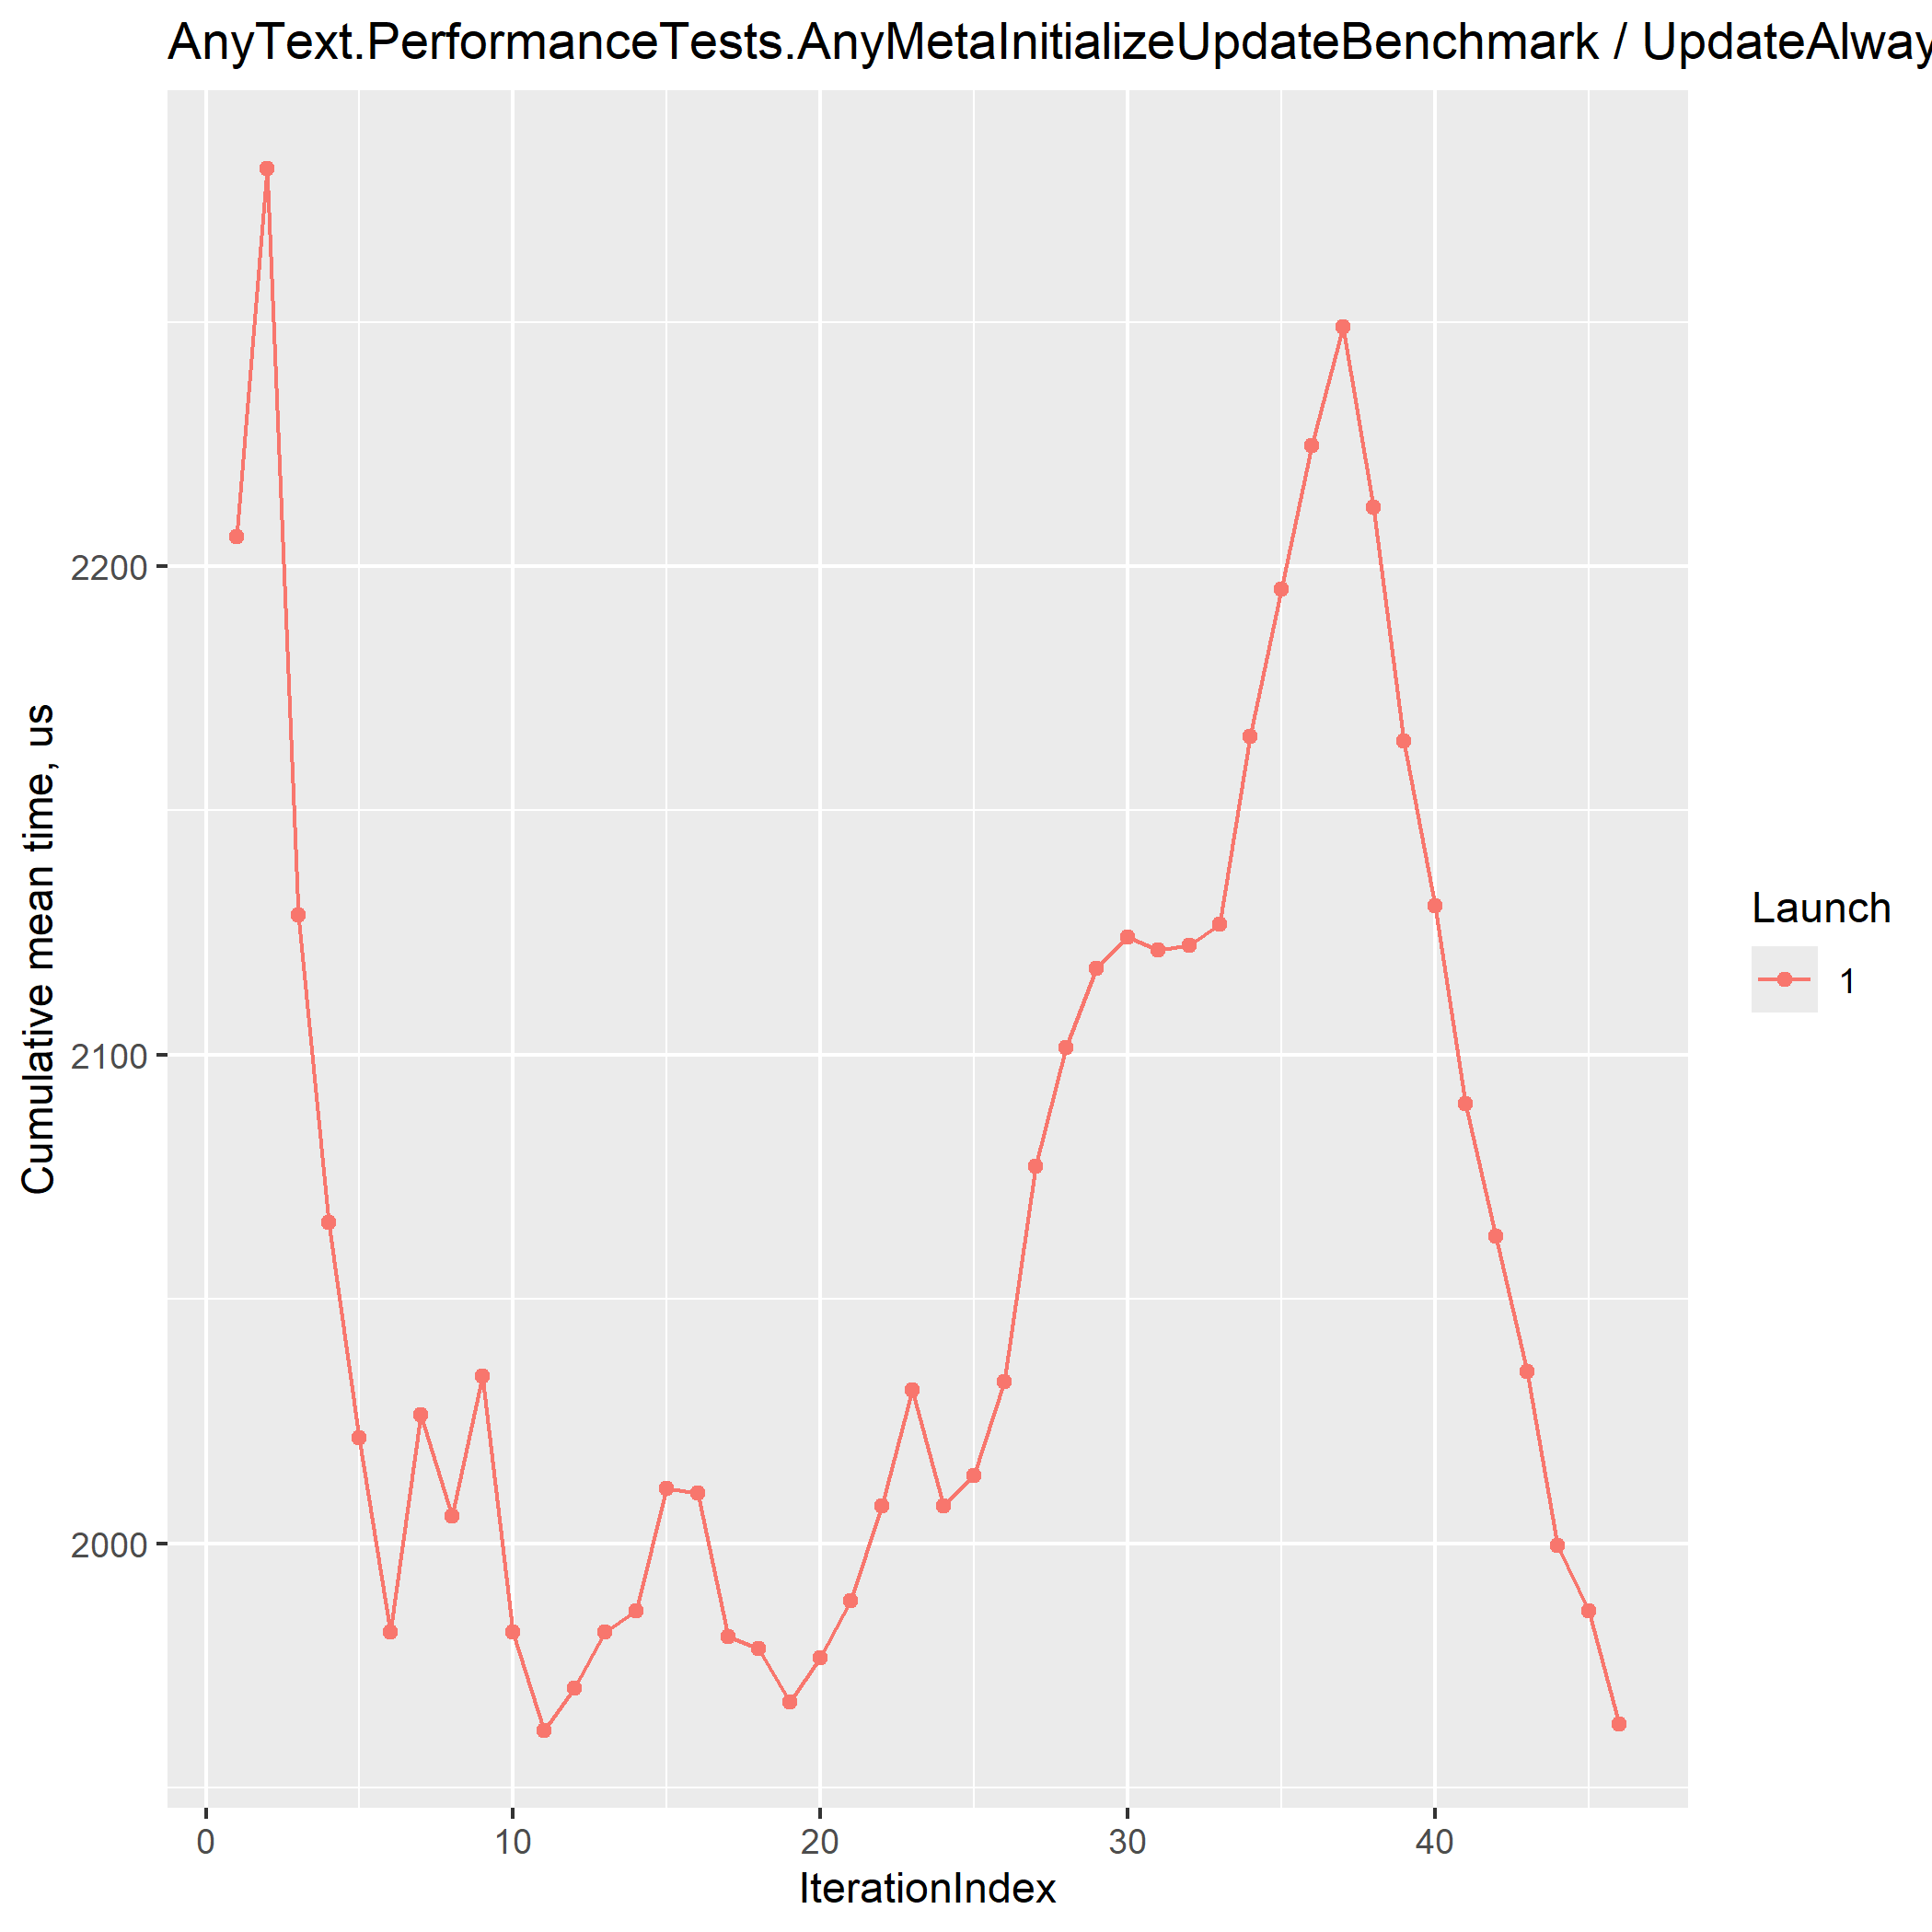 AnyText.PerformanceTests.AnyMetaInitializeUpdateBenchmark / UpdateAlway
Cumulative mean time, us
2200
2100
2000
0 10 20 30 40
IterationIndex
Launch
1